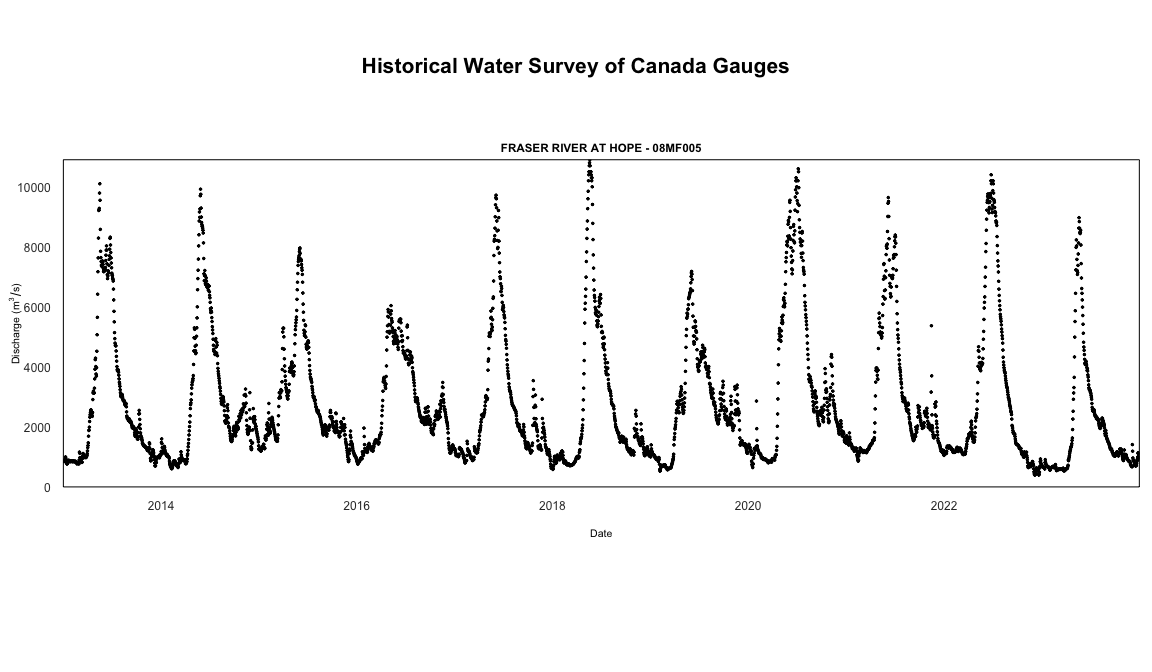 Historical Water Survey of Canada Gauges
FRASER RIVER AT HOPE - 08MF005
10000
8000
6000
4000
2000
0
Discharge (m³/s)
2014 2016 2018 2020 2022
Date